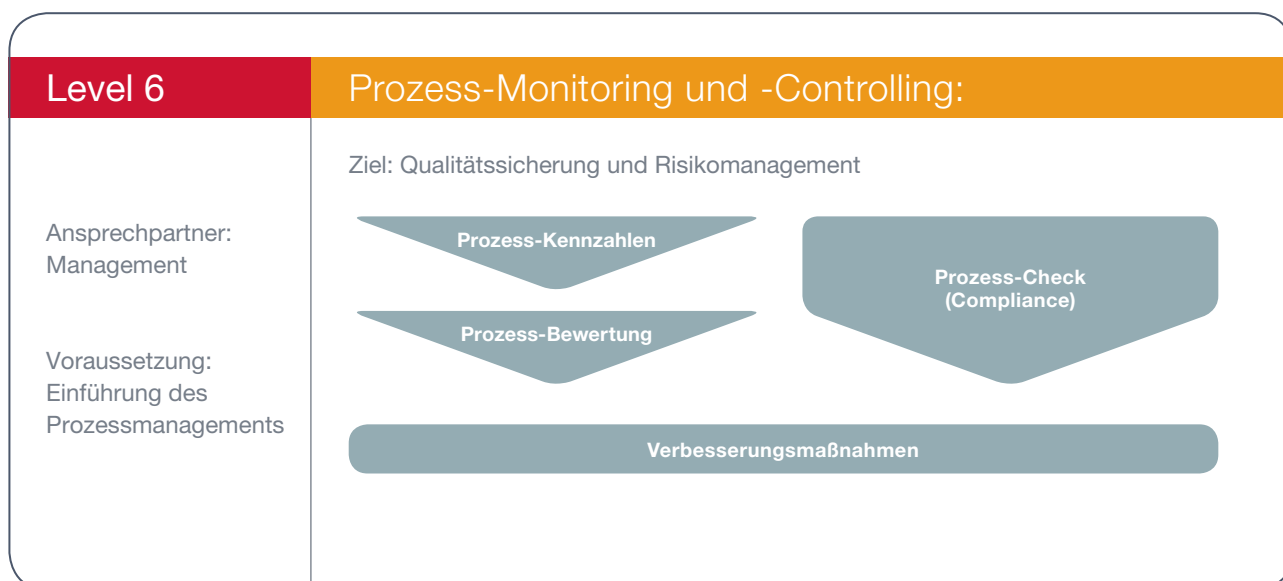 Level 6
Prozess-Monitoring und -Controlling:
Ansprechpartner:
Management
Voraussetzung:
Einführung des
Prozessmanagements
Ziel: Qualitätssicherung und Risikomanagement
Prozess-Kennzahlen
Prozess-Bewertung
Prozess-Check
(Compliance)
Verbesserungsmaßnahmen